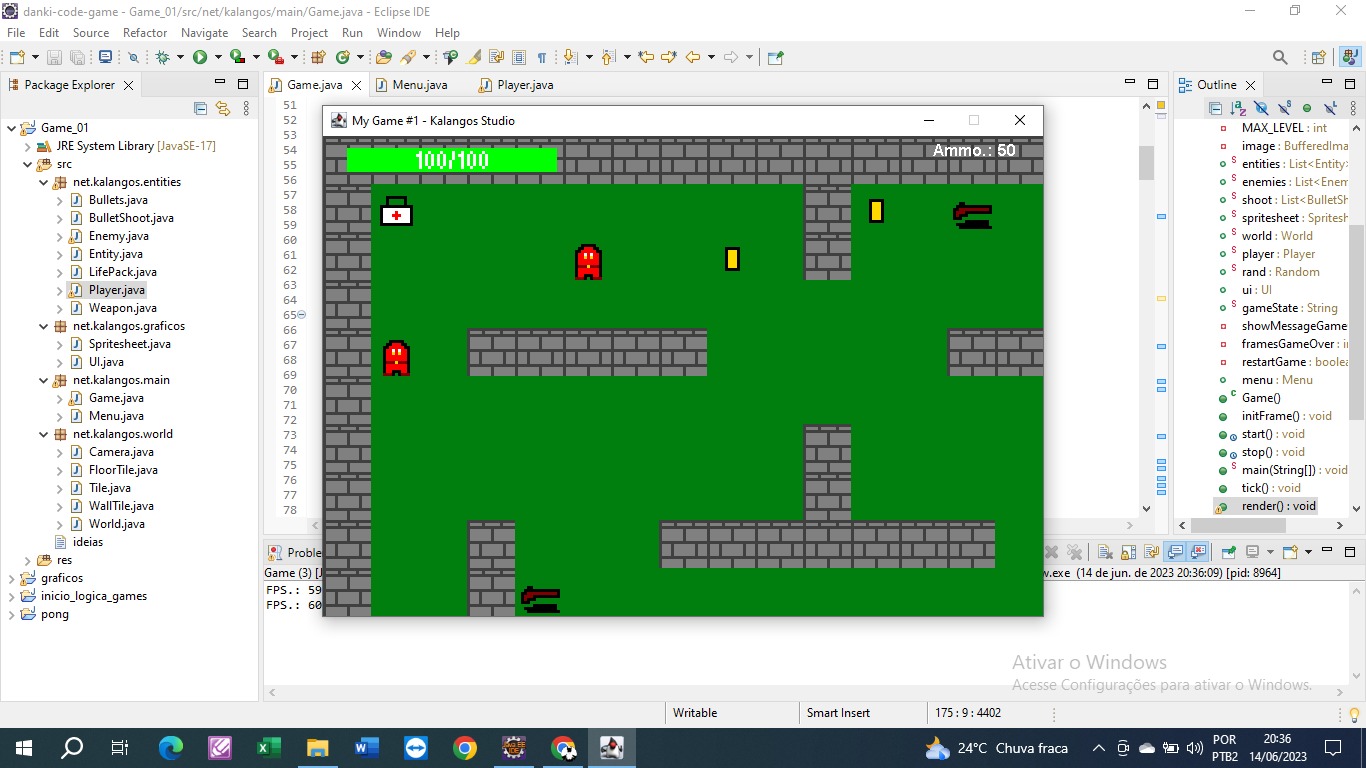 danki-code-game - Game_01/src/net/kalangos/main/Game.java - Eclipse IDE
File Edit Source Refactor Navigate Search Project Run Window Help
Package Explorer
Game_01
JRE System Library [JavaSE-17]
src
net.kalangos.entities
Bullets.java
BulletShoot.java
Enemy.java
Entity.java
LifePack.java
Player.java
Weapon.java
net.kalangos.graficos
Spritesheet.java
UI.java
net.kalangos.main
Game.java
Menu.java
net.kalangos.world
Camera.java
FloorTile.java
Tile.java
WallTile.java
World.java
ideias
res
graficos
inicio_logica_games
pong
Game.java Menu.java Player.java
51
52
53
54
55
56
57
58
59
60
61
62
63
64
65
66
67
68
69
70
71
72
73
74
75
76
77
78
My Game #1 - Kalangos Studio
100/100
Ammo.: 50
Outline
MAX_LEVEL : int
image : BufferedIma
entities : List<Entity>
enemies : List<Enem
shoot : List<BulletSh
spritesheet : Spritesh
world : World
player : Player
rand : Random
ui : UI
gameState : String
showMessageGame
framesGameOver : in
restartGame : boolea
menu : Menu
Game()
initFrame() : void
start() : void
stop() : void
main(String[]) : void
tick() : void
render() : void
Proble
Game (3) [J
w.exe (14 de jun. de 2023 20:36:09) [pid: 8964]
FPS.: 59
FPS.: 60
Ativar o Windows
Acesse Configurações para ativar o Windows.
Writable Smart Insert 175 : 9 : 4402
24°C Chuva fraca
POR
PTB2
20:36
14/06/2023